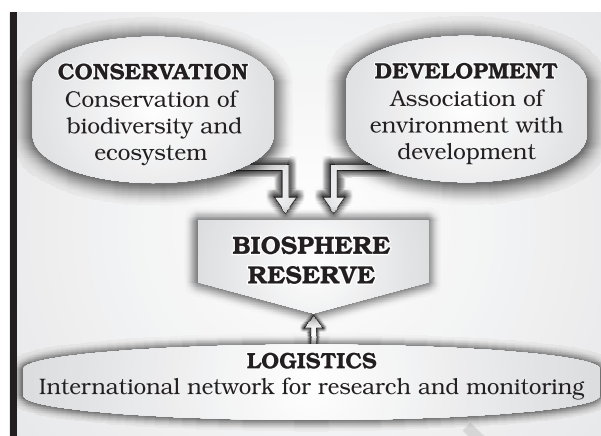 CONSERVATION
Conservation of
biodiversity and
ecosystem
DEVELOPMENT
Association of
environment with
development
BIOSPHERE
RESERVE
LOGISTICS
International network for research and monitoring